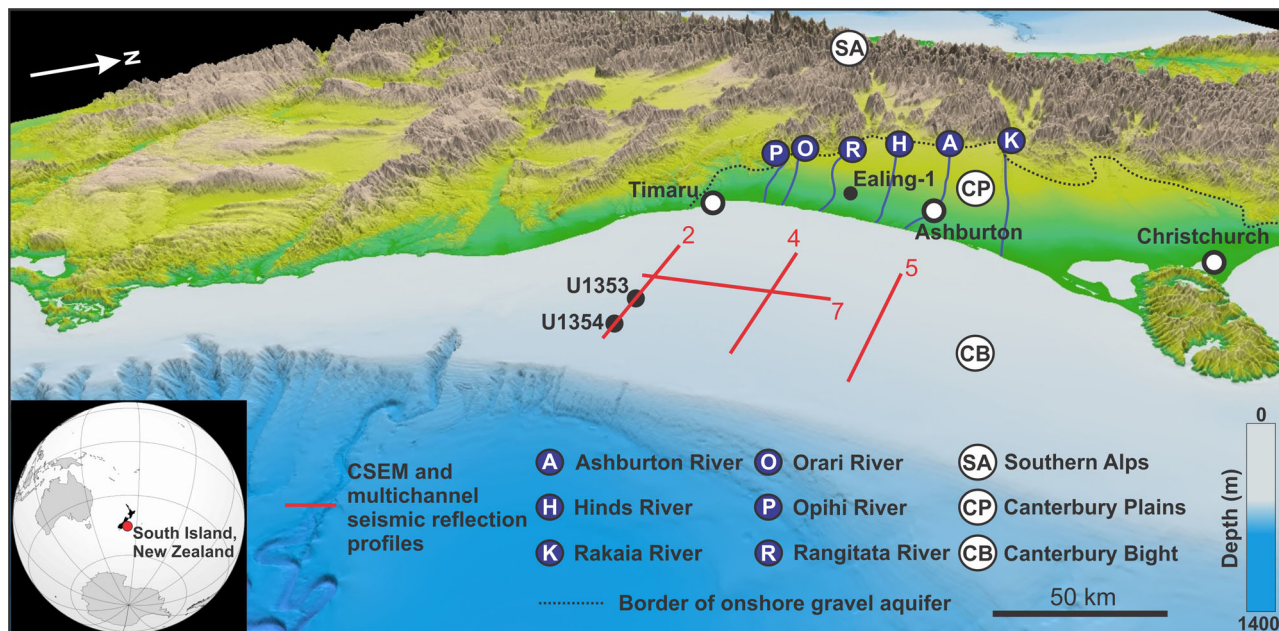 N
SA
P
O
R
H
A
K
Timaru
Ealing-1
CP
Ashburton
Christchurch
2
4
5
7
U1353
U1354
CB
0
Depth (m)
1400
CSEM and
multichannel
seismic reflection
profiles
A Ashburton River
O Orari River
SA Southern Alps
H Hinds River
P Opihi River
CP Canterbury Plains
K Rakaia River
R Rangitata River
CB Canterbury Bight
Border of onshore gravel aquifer
50 km
South Island,
New Zealand